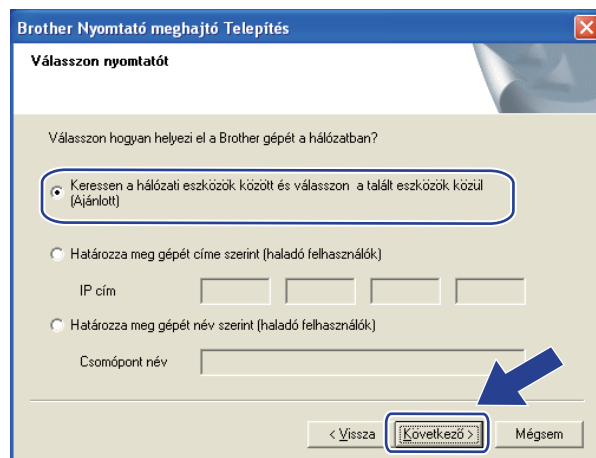 Brother Nyomtató meghajtó Telepítés
Válasszon nyomtatót
Válasszon hogyan helyezi el a Brother gépét a hálózatban?
Keressen a hálózati eszközök között és válasszon a talált eszközök közül
(Ajánlott)
Határozza meg gépét címe szerint (haladó felhasználók)
IP cím
Határozza meg gépét név szerint (haladó felhasználók)
Csomópont név
< Vissza Következő > Mégsem